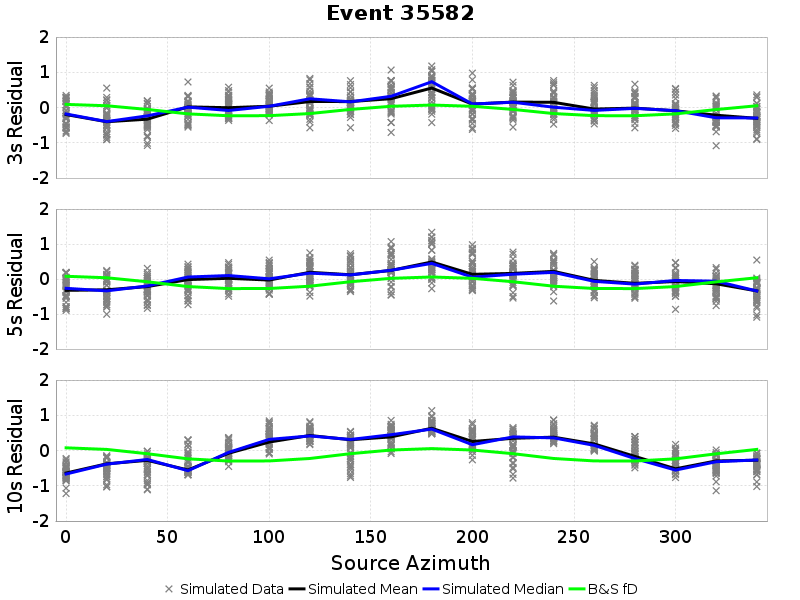 Event 35582
3s Residual
2
1
0
-1
-2
5s Residual
2
1
0
-1
-2
10s Residual
2
1
0
-1
-2
0 50 100 150 200 250 300
Source Azimuth
Simulated Data Simulated Mean Simulated Median B&S fD